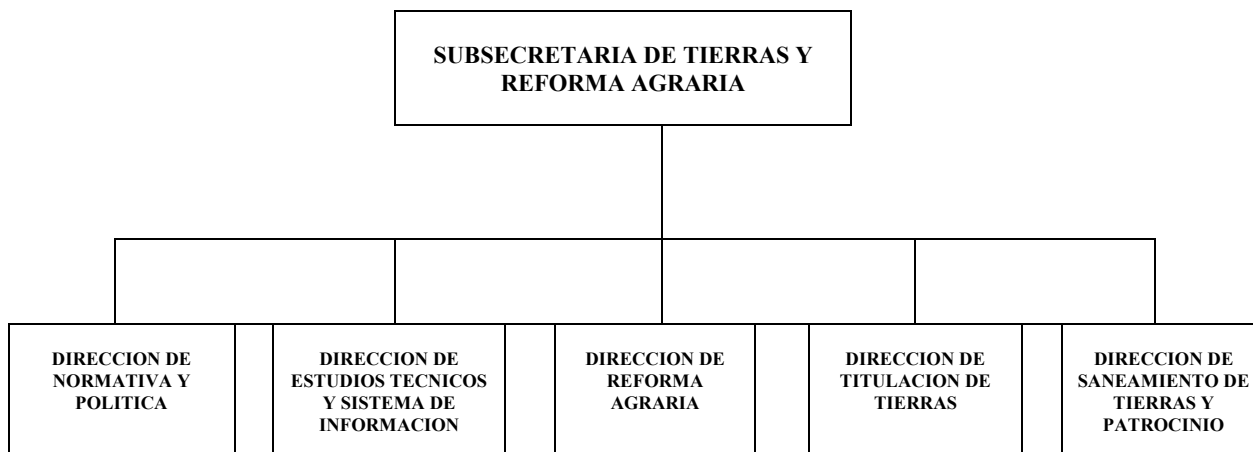 SUBSECRETARIA DE TIERRAS Y
REFORMA AGRARIA
DIRECCION DE
NORMATIVA Y
POLITICA
DIRECCION DE
ESTUDIOS TECNICOS
Y SISTEMA DE
INFORMACION
DIRECCION DE
REFORMA
AGRARIA
DIRECCION DE
TITULACION DE
TIERRAS
DIRECCION DE
SANEAMIENTO DE
TIERRAS Y
PATROCINIO